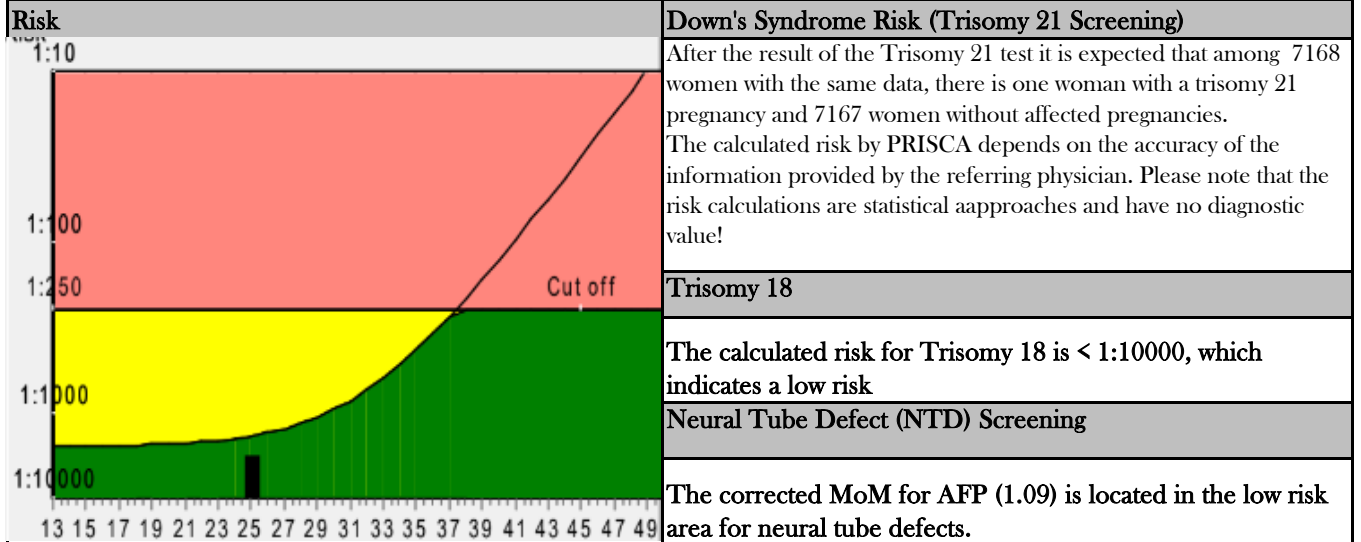 Risk
1:10
1:100
1:250
Cut off
1:1000
1:10000
13 15 17 19 21 23 25 27 29 31 33 35 37 39 41 43 45 47 49
Down's Syndrome Risk (Trisomy 21 Screening)
After the result of the Trisomy 21 test it is expected that among 7168
women with the same data, there is one woman with a trisomy 21
pregnancy and 7167 women without affected pregnancies.
The calculated risk by PRISCA depends on the accuracy of the
information provided by the referring physician. Please note that the
risk calculations are statistical aapproaches and have no diagnostic
value!
Trisomy 18
The calculated risk for Trisomy 18 is < 1:10000, which
indicates a low risk
Neural Tube Defect (NTD) Screening
The corrected MoM for AFP (1.09) is located in the low risk
area for neural tube defects.